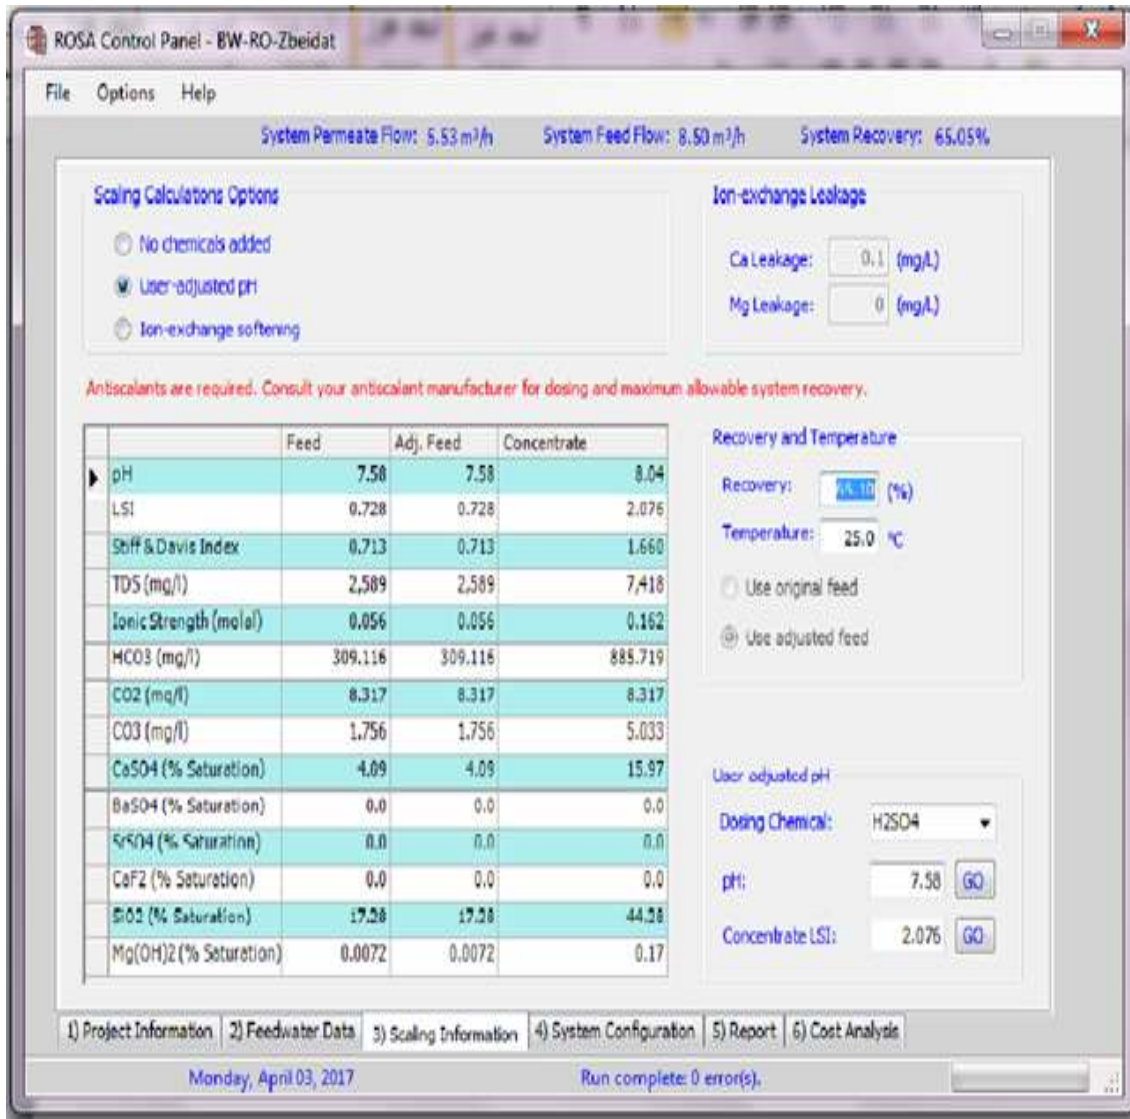 ROSA Control Panel - BW-RO-Zbeidat
File Options Help
System Permeate Flow: 5.53 m³/h System Feed Flow: 8.50 m³/h System Recovery: 65.05%
Scaling Calculations Options Ion-exchange Leakage
No chemicals added
Ca Leakage: 0.1 (mg/L)
User-adjusted pH
Mg Leakage: 0 (mg/L)
Ion-exchange softening
Antiscalants are required. Consult your antiscalant manufacturer for dosing and maximum allowable system recovery.
Feed Adj. Feed Concentrate
pH 7.58 7.58 8.04
LSI 0.728 0.728 2.076
Stiff & Davis Index 0.713 0.713 1.660
TDS (mg/l) 2,589 2,589 7,418
Ionic Strength (molal) 0.056 0.056 0.162
HCO3 (mg/l) 309.116 309.116 885.719
CO2 (mg/l) 8.317 8.317 8.317
CO3 (mg/l) 1.756 1.756 5.033
CaSO4 (% Saturation) 4.09 4.09 15.97
BaSO4 (% Saturation) 0.0 0.0 0.0
SrSO4 (% Saturation) 0.0 0.0 0.0
CaF2 (% Saturation) 0.0 0.0 0.0
SiO2 (% Saturation) 17.28 17.28 44.28
Mg(OH)2 (% Saturation) 0.0072 0.0072 0.17
Recovery and Temperature
Recovery: 65.10 (%)
Temperature: 25.0 °C
Use original feed
Use adjusted feed
User adjusted pH
Dosing Chemical: H2SO4
pH: 7.58 GO
Concentrate LSI: 2.076 GO
1) Project Information 2) Feedwater Data 3) Scaling Information 4) System Configuration 5) Report 6) Cost Analysis
Monday, April 03, 2017 Run complete: 0 error(s).